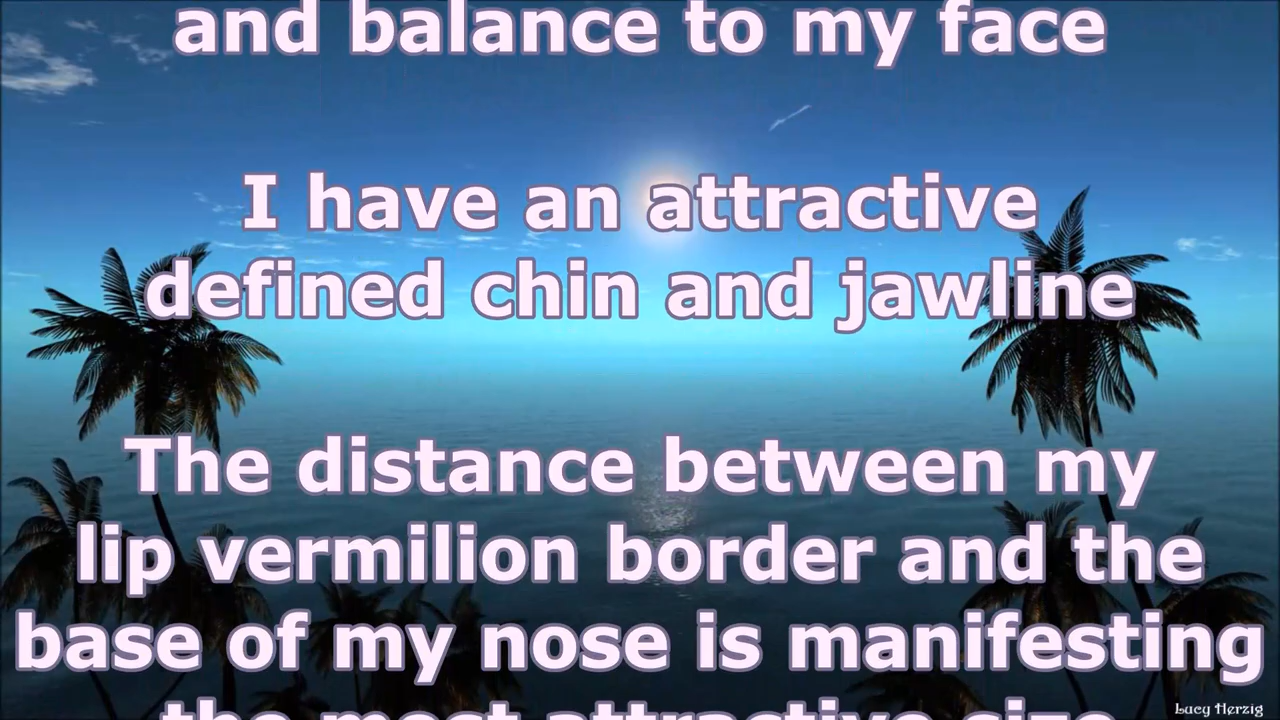 and balance to my face
I have an attractive
defined chin and jawline
The distance between my
lip vermilion border and the
base of my nose is manifesting
the most attractive size
Lucy Herzig